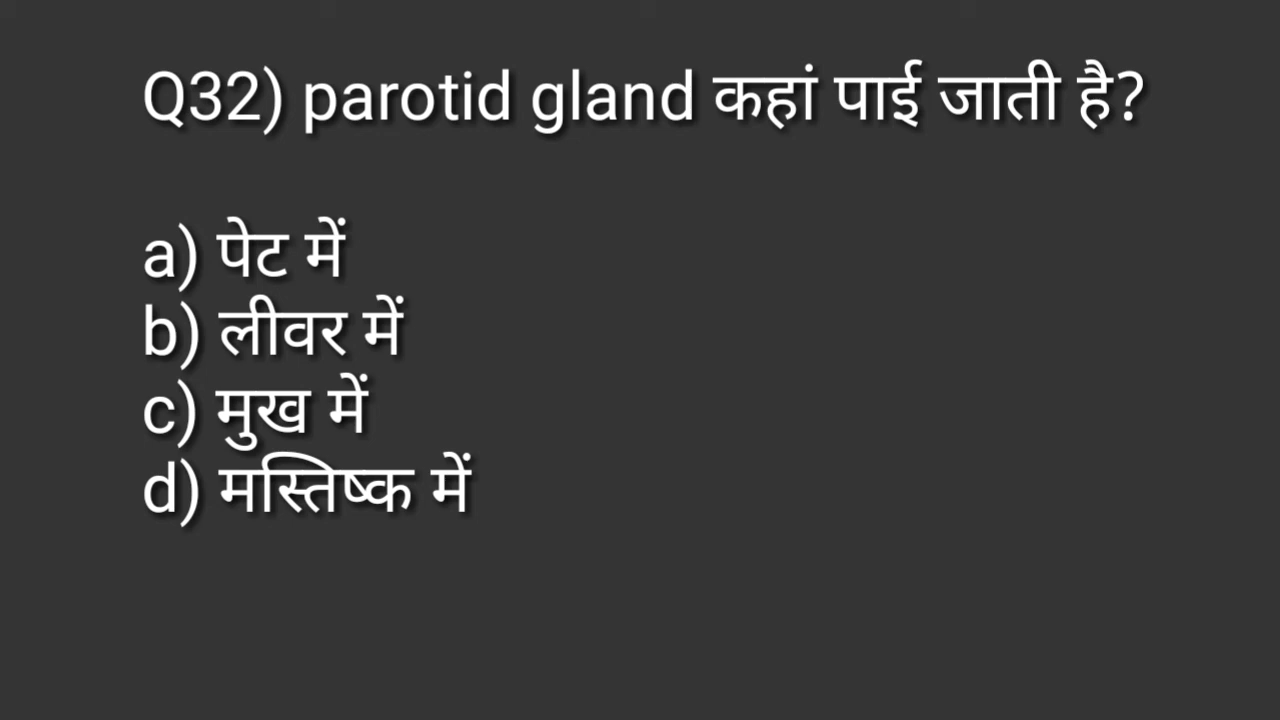 Q32) parotid gland कहां पाई जाती है?
a) पेट में
b) लीवर में
c) मुख में
d) मस्तिष्क में